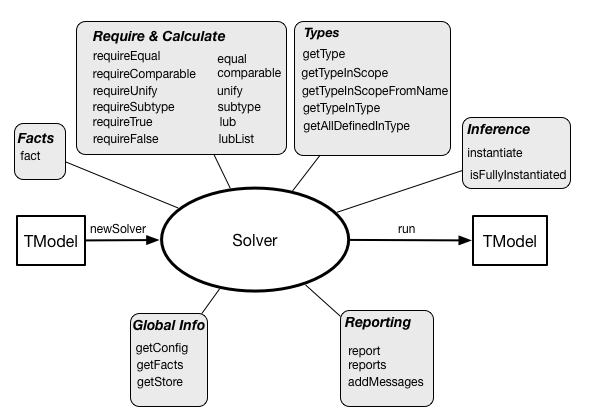 Require & Calculate
requireEqual equal
requireComparable comparable
requireUnify unify
requireSubtype subtype
requireTrue lub
requireFalse lubList
Types
getType
getTypeInScope
getTypeInScopeFromName
getTypeInType
getAllDefinedInType
Facts
fact
Inference
instantiate
isFullyInstantiated
TModel
newSolver
Solver
run
TModel
Global Info
getConfig
getFacts
getStore
Reporting
report
reports
addMessages